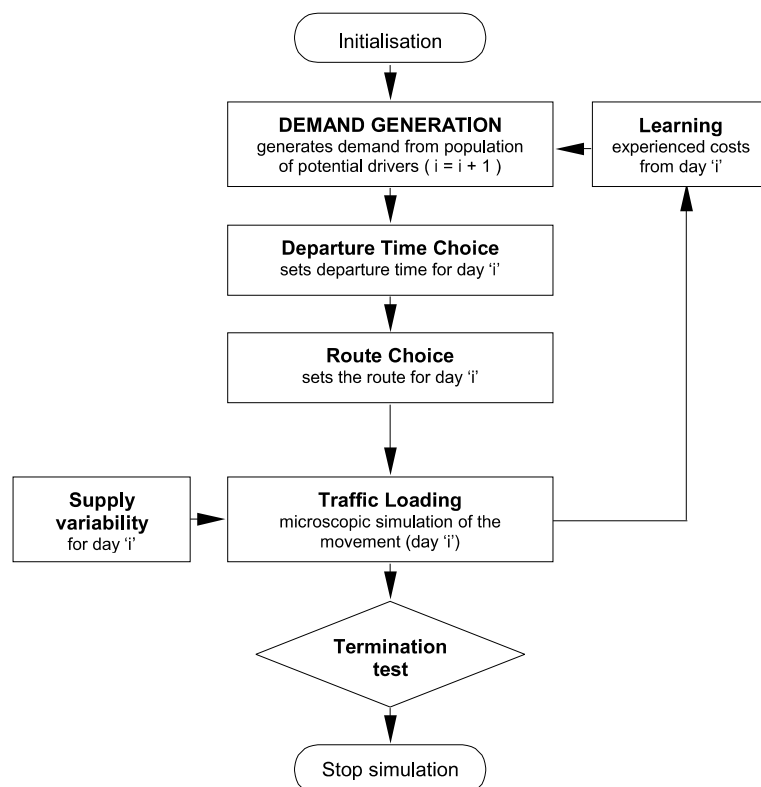 Initialisation
DEMAND GENERATION
generates demand from population
of potential drivers ( i = i + 1 )
Learning
experienced costs
from day ‘i’
Departure Time Choice
sets departure time for day ‘i’
Route Choice
sets the route for day ‘i’
Supply
variability
for day ‘i’
Traffic Loading
microscopic simulation of the
movement (day ‘i’)
Termination
test
Stop simulation